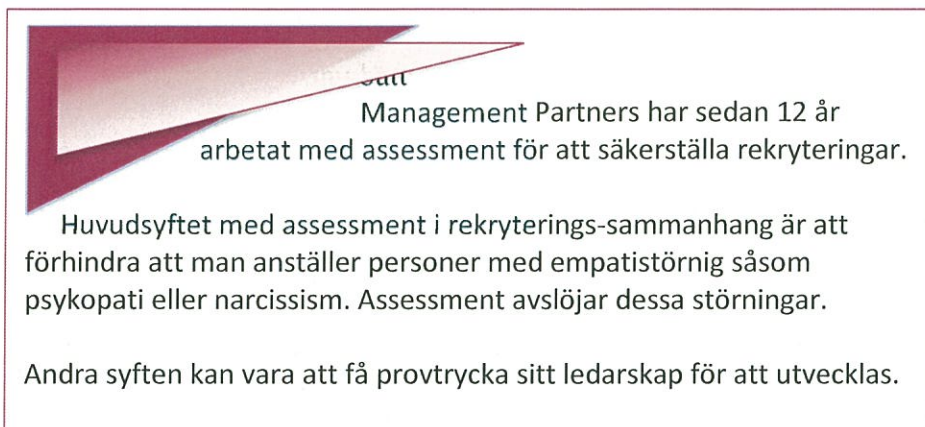 Management Partners har sedan 12 år
arbetat med assessment för att säkerställa rekryteringar.
Huvudsyftet med assessment i rekryterings-sammanhang är att
förhindra att man anställer personer med empatistörnig såsom
psykopati eller narcissism. Assessment avslöjar dessa störningar.
Andra syften kan vara att få provtrycka sitt ledarskap för att utvecklas.